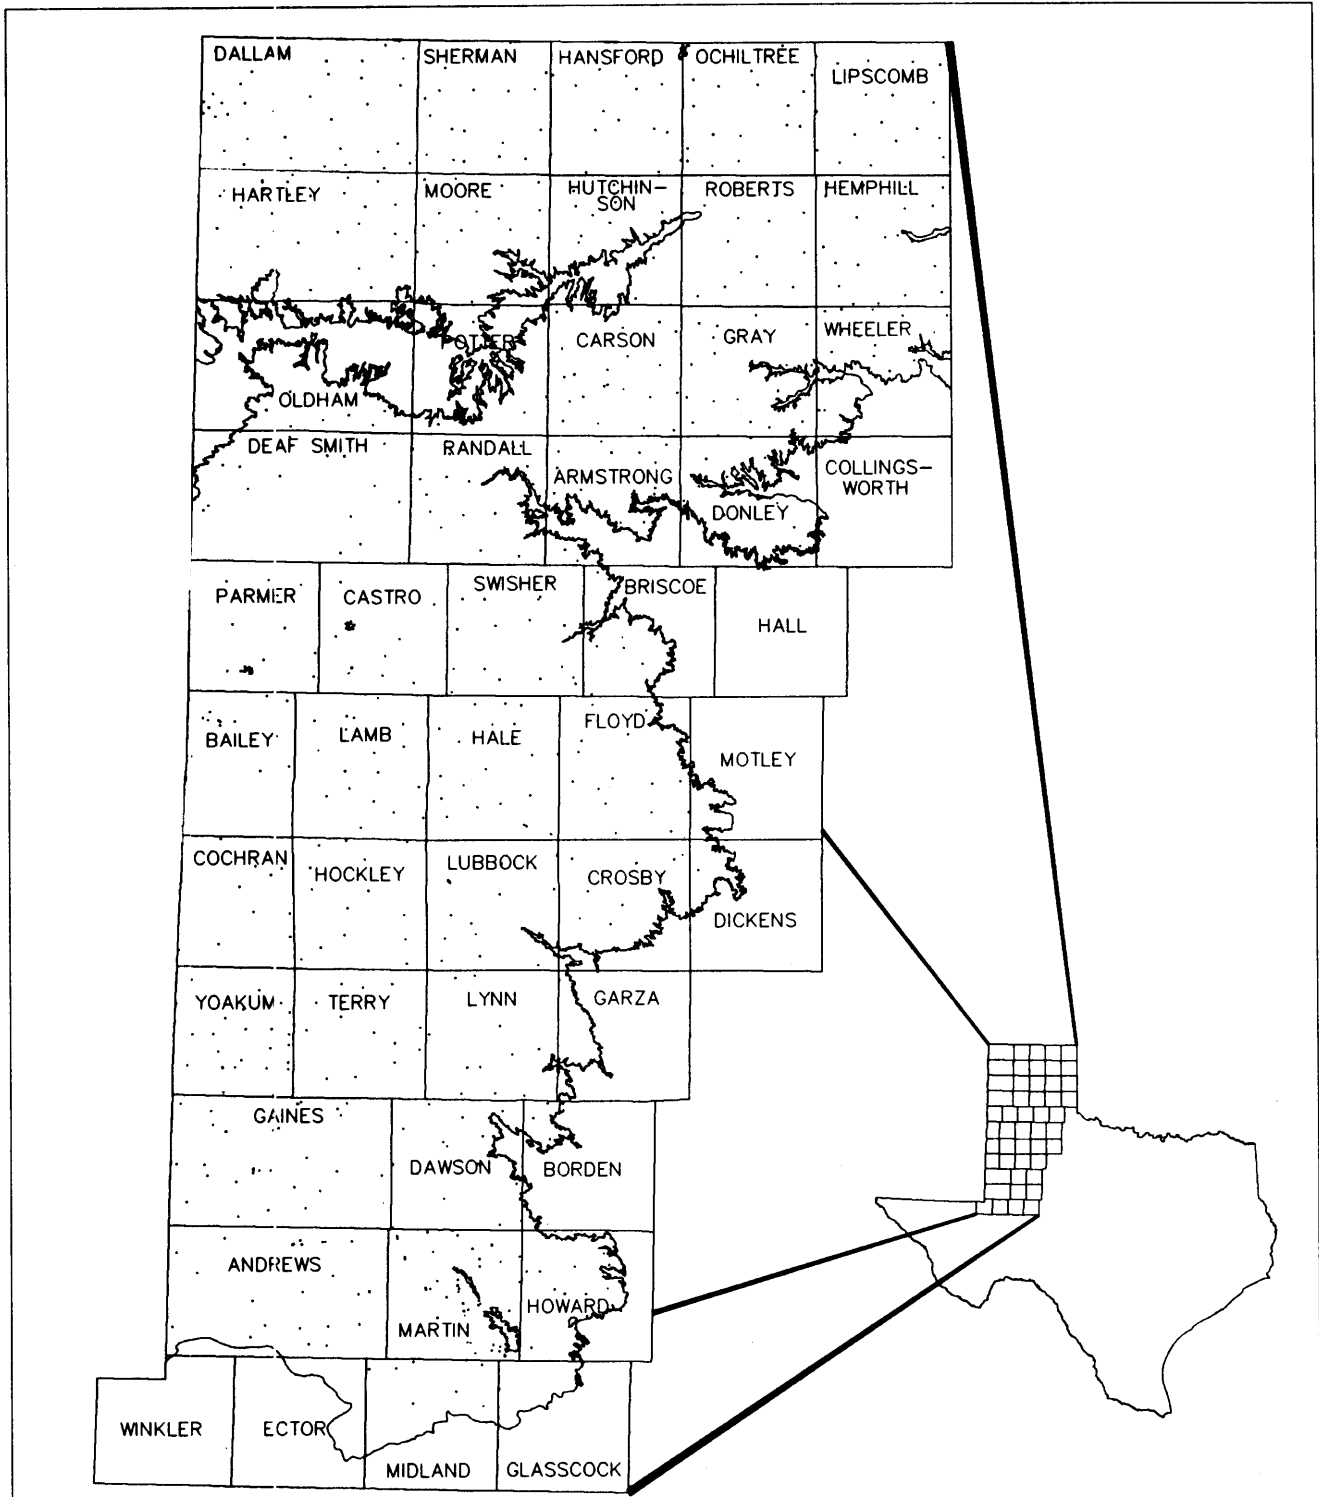 DALLAM
SHERMAN
HANSFORD
OCHILTREE
LIPSCOMB
HARTLEY
MOORE
HUTCHIN-
SON
ROBERTS
HEMPHILL
POTTER
CARSON
GRAY
WHEELER
OLDHAM
DEAF SMITH
RANDALL
ARMSTRONG
DONLEY
COLLINGS-
WORTH
PARMER
CASTRO
SWISHER
BRISCOE
HALL
BAILEY
LAMB
HALE
FLOYD
MOTLEY
COCHRAN
HOCKLEY
LUBBOCK
CROSBY
DICKENS
YOAKUM
TERRY
LYNN
GARZA
GAINES
DAWSON
BORDEN
ANDREWS
MARTIN
HOWARD
WINKLER
ECTOR
MIDLAND
GLASSCOCK